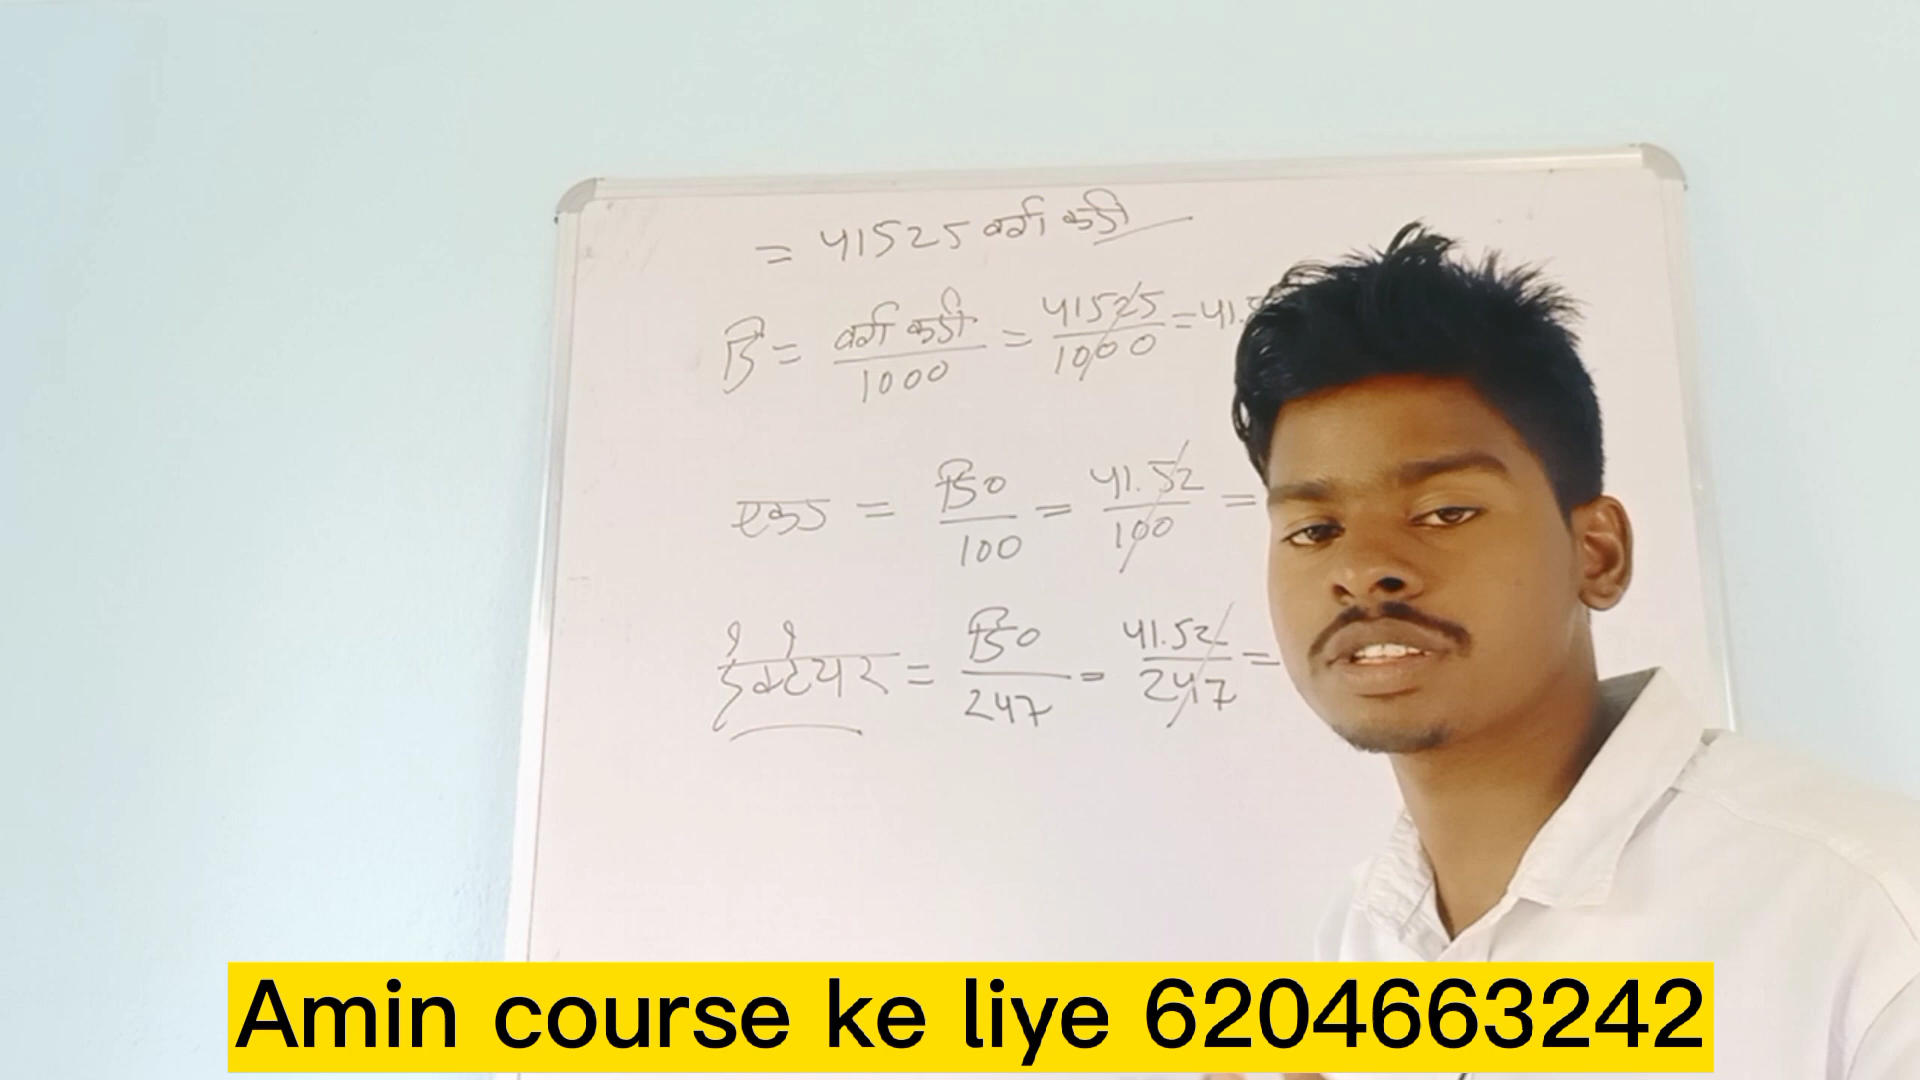 = 41525 वर्ग कड़ी
डि = वर्ग कड़ी / 1000 = 41525 / 1000 = 41.
एकड = डि० / 100 = 41.52 / 100 =
हेक्टेयर = डि० / 247 = 41.52 / 247 =
Amin course ke liye 6204663242